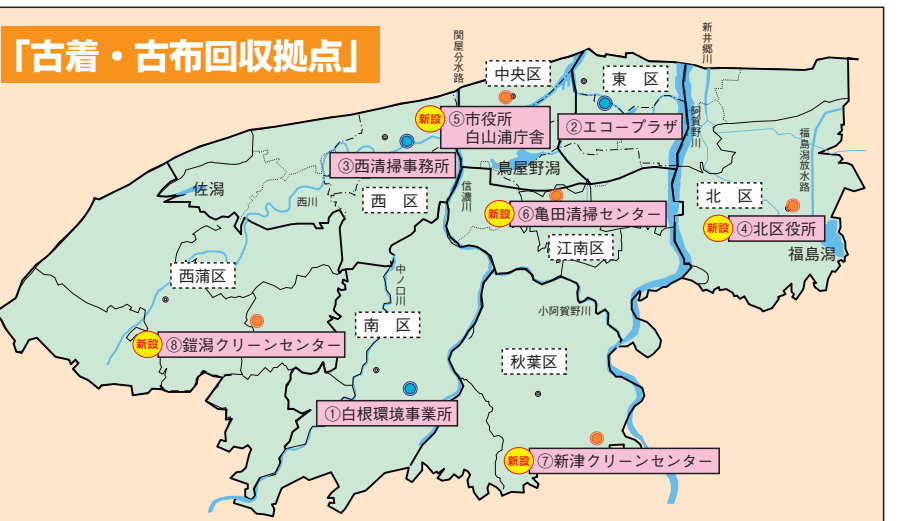 「古着・古布回収拠点」
関屋分水路
新井郷川
中央区
東 区
新設
⑤市役所
白山浦庁舎
②エコープラザ
阿賀野川
福島潟放水路
③西清掃事務所
鳥屋野潟
佐潟
西川
西 区
信濃川
北 区
新設
⑥亀田清掃センター
新設
④北区役所
江南区
福島潟
西蒲区
中ノ口川
小阿賀野川
南 区
新設
⑧鎧潟クリーンセンター
秋葉区
①白根環境事業所
新設
⑦新津クリーンセンター